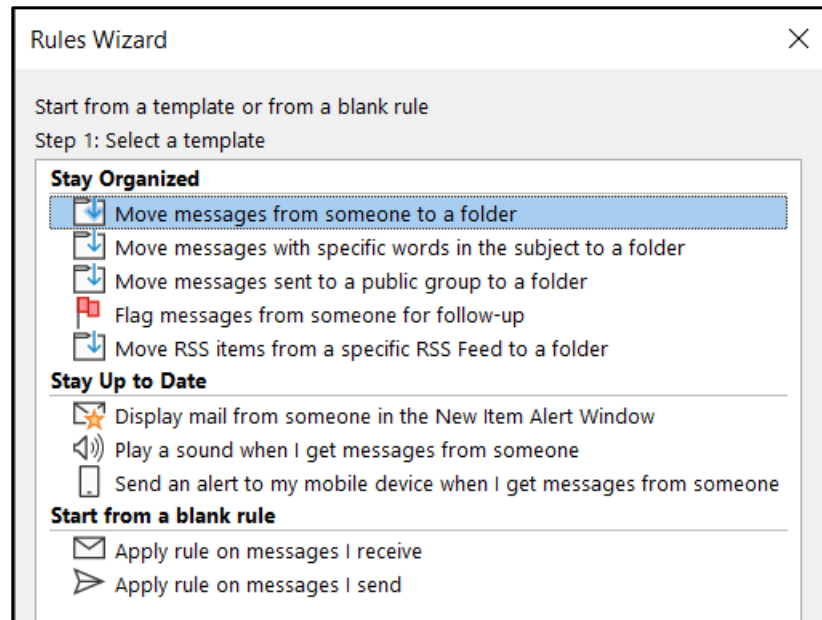 Rules Wizard
Start from a template or from a blank rule
Step 1: Select a template
Stay Organized
Move messages from someone to a folder
Move messages with specific words in the subject to a folder
Move messages sent to a public group to a folder
Flag messages from someone for follow-up
Move RSS items from a specific RSS Feed to a folder
Stay Up to Date
Display mail from someone in the New Item Alert Window
Play a sound when I get messages from someone
Send an alert to my mobile device when I get messages from someone
Start from a blank rule
Apply rule on messages I receive
Apply rule on messages I send